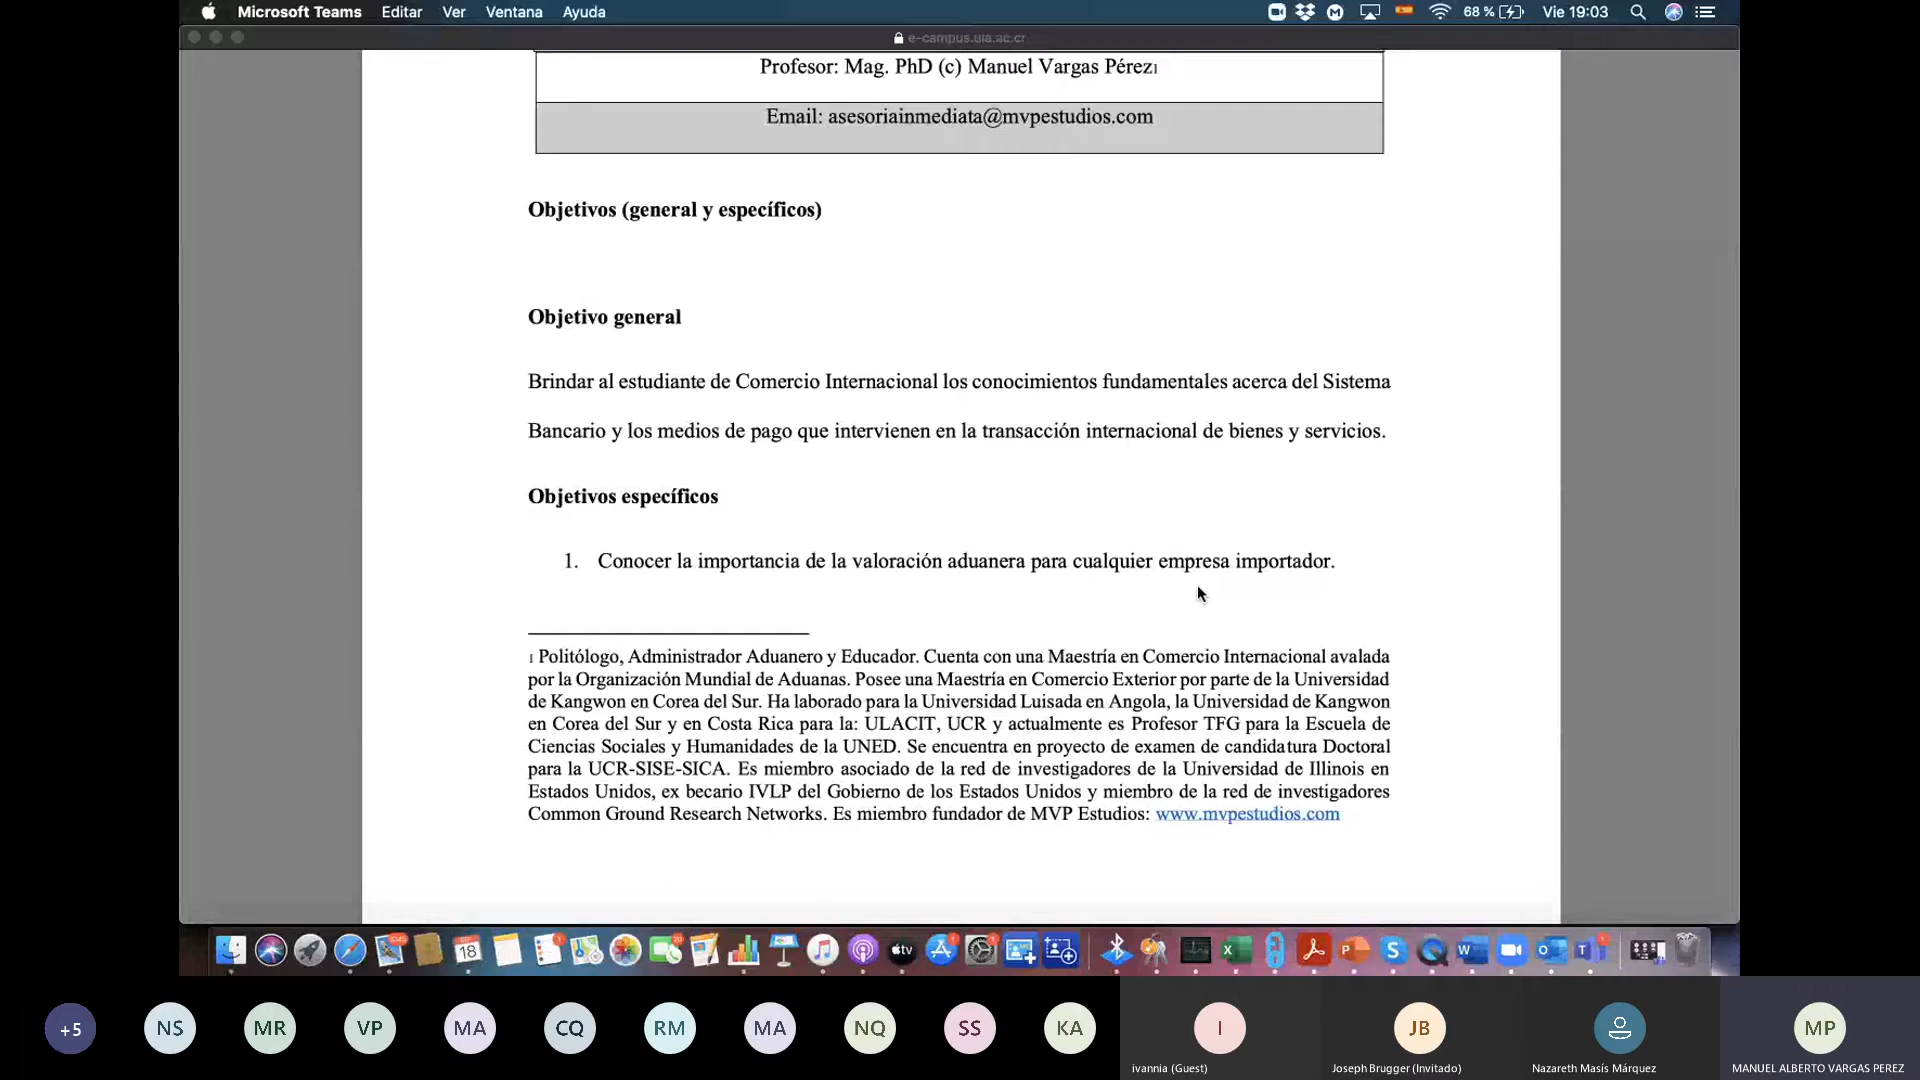 Microsoft Teams Editar Ver Ventana Ayuda 68 % Vie 19:03
e-campus.uia.ac.cr
Profesor: Mag. PhD (c) Manuel Vargas Pérez1
Email: asesoriainmediata@mvpestudios.com
Objetivos (general y específicos)
Objetivo general
Brindar al estudiante de Comercio Internacional los conocimientos fundamentales acerca del Sistema
Bancario y los medios de pago que intervienen en la transacción internacional de bienes y servicios.
Objetivos específicos
1. Conocer la importancia de la valoración aduanera para cualquier empresa importador.
1 Politólogo, Administrador Aduanero y Educador. Cuenta con una Maestría en Comercio Internacional avalada
por la Organización Mundial de Aduanas. Posee una Maestría en Comercio Exterior por parte de la Universidad
de Kangwon en Corea del Sur. Ha laborado para la Universidad Luisada en Angola, la Universidad de Kangwon
en Corea del Sur y en Costa Rica para la: ULACIT, UCR y actualmente es Profesor TFG para la Escuela de
Ciencias Sociales y Humanidades de la UNED. Se encuentra en proyecto de examen de candidatura Doctoral
para la UCR-SISE-SICA. Es miembro asociado de la red de investigadores de la Universidad de Illinois en
Estados Unidos, ex becario IVLP del Gobierno de los Estados Unidos y miembro de la red de investigadores
Common Ground Research Networks. Es miembro fundador de MVP Estudios: www.mvpestudios.com
18 tv
+5 NS MR VP MA CQ RM MA NQ SS KA I JB MP
ivannia (Guest) Joseph Brugger (Invitado) Nazareth Masís Márquez MANUEL ALBERTO VARGAS PEREZ